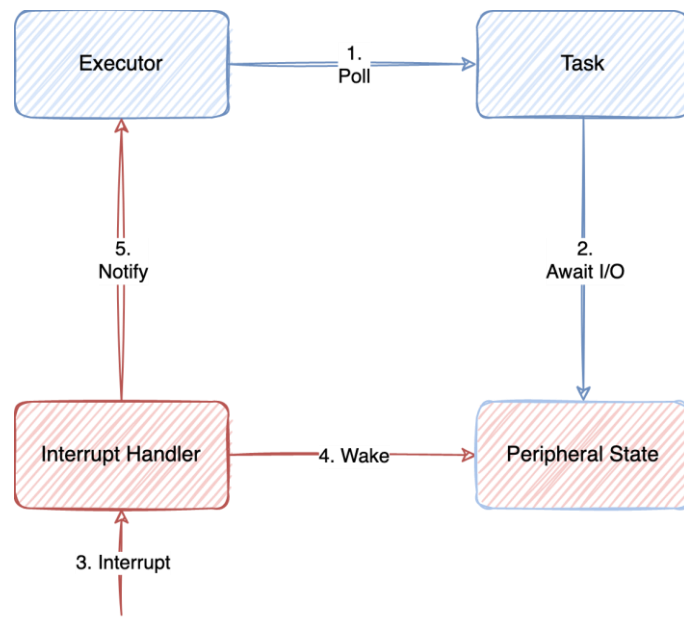 Executor
1.
Poll
Task
5.
Notify
2.
Await I/O
Interrupt Handler
4. Wake
Peripheral State
3. Interrupt